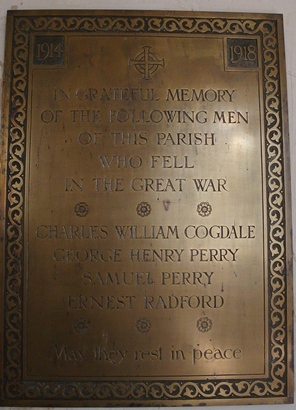 1914 1918
IN GRATEFUL MEMORY
OF THE FOLLOWING MEN
OF THIS PARISH
WHO FELL
IN THE GREAT WAR
CHARLES WILLIAM COGDALE
GEORGE HENRY PERRY
SAMUEL PERRY
ERNEST RADFORD
May they rest in peace